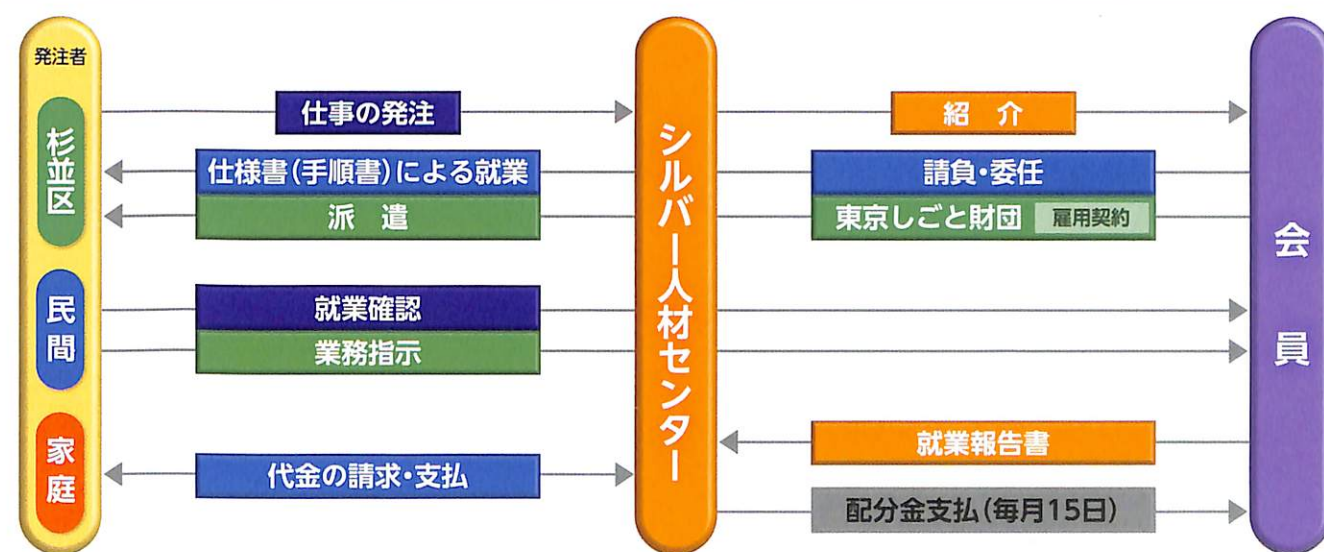 発注者
杉並区
民間
家庭
仕事の発注
仕様書(手順書)による就業
派 遣
就業確認
業務指示
代金の請求・支払
シルバー人材センター
紹 介
請負・委任
東京しごと財団 雇用契約
就業報告書
配分金支払(毎月15日)
会員